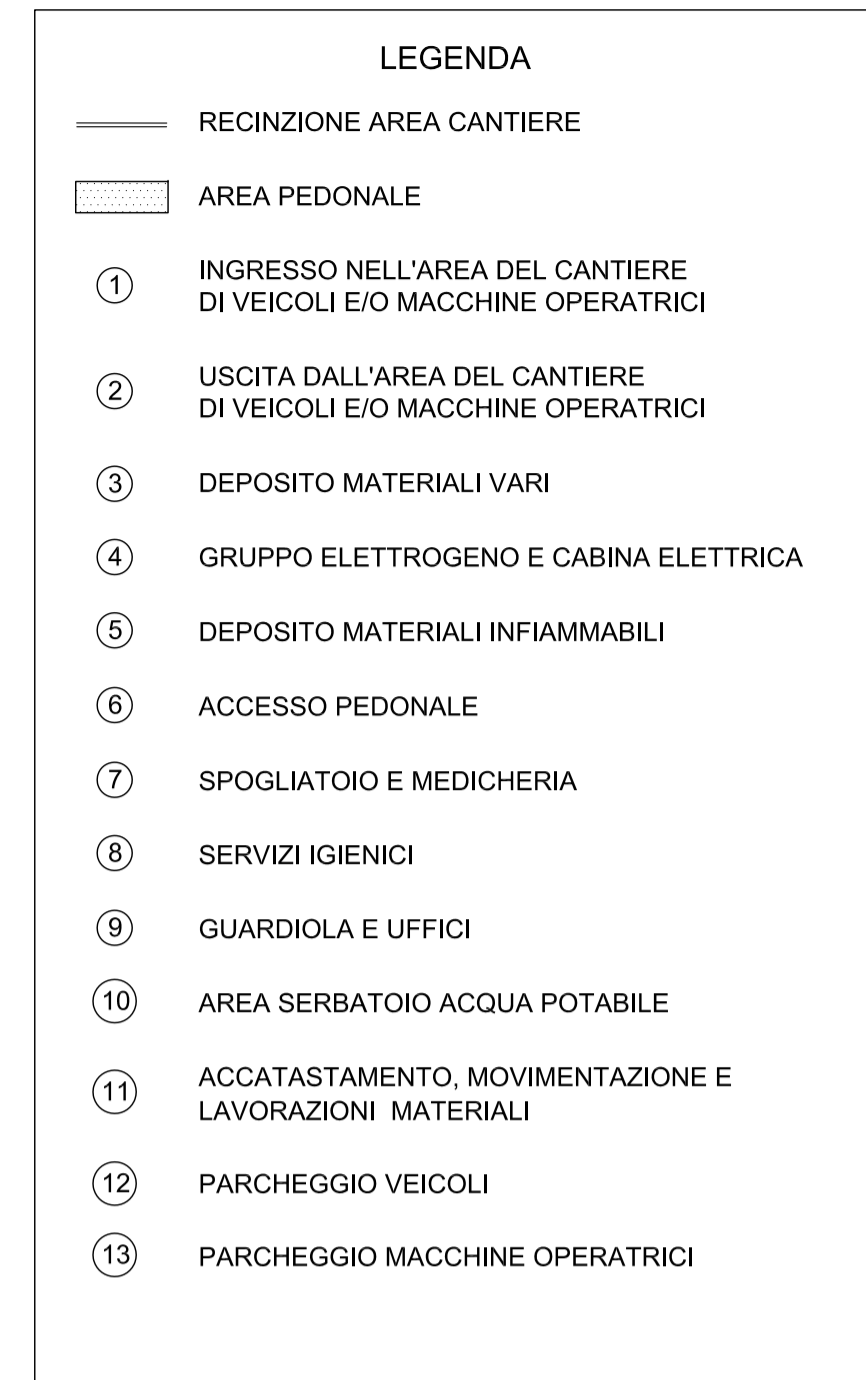 LEGENDA
RECINZIONE AREA CANTIERE
AREA PEDONALE
1 INGRESSO NELL'AREA DEL CANTIERE
DI VEICOLI E/O MACCHINE OPERATRICI
2 USCITA DALL'AREA DEL CANTIERE
DI VEICOLI E/O MACCHINE OPERATRICI
3 DEPOSITO MATERIALI VARI
4 GRUPPO ELETTROGENO E CABINA ELETTRICA
5 DEPOSITO MATERIALI INFIAMMABILI
6 ACCESSO PEDONALE
7 SPOGLIATOIO E MEDICHERIA
8 SERVIZI IGIENICI
9 GUARDIOLA E UFFICI
10 AREA SERBATOIO ACQUA POTABILE
11 ACCATASTAMENTO, MOVIMENTAZIONE E
LAVORAZIONI MATERIALI
12 PARCHEGGIO VEICOLI
13 PARCHEGGIO MACCHINE OPERATRICI